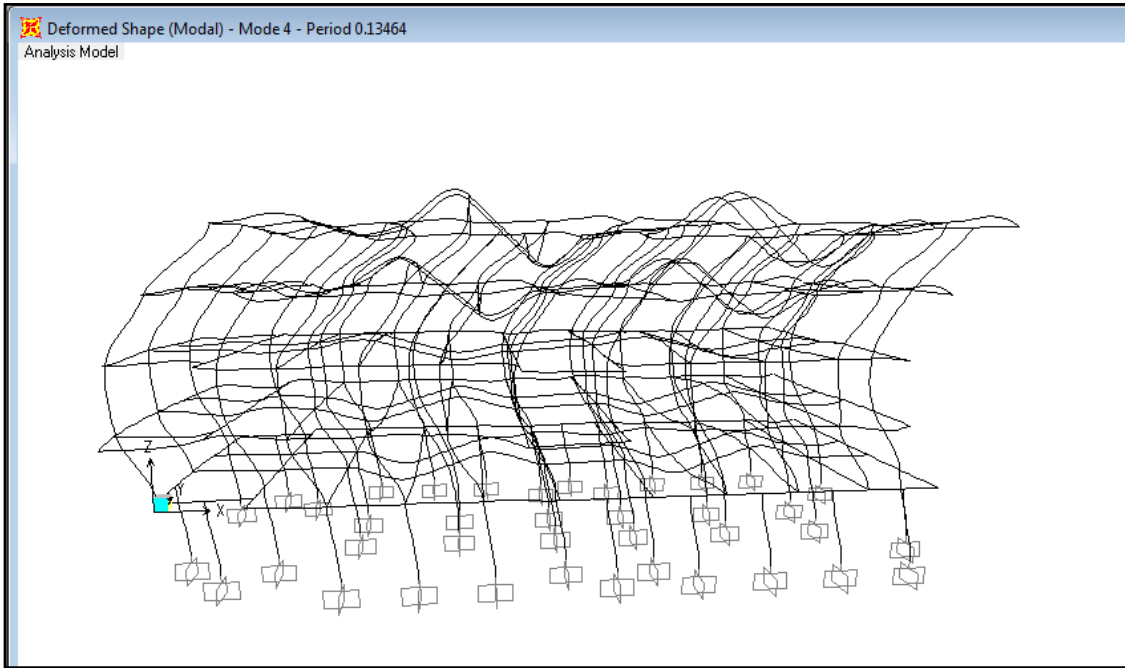 Deformed Shape (Modal) - Mode 4 - Period 0.13464
Analysis Model
Z
X